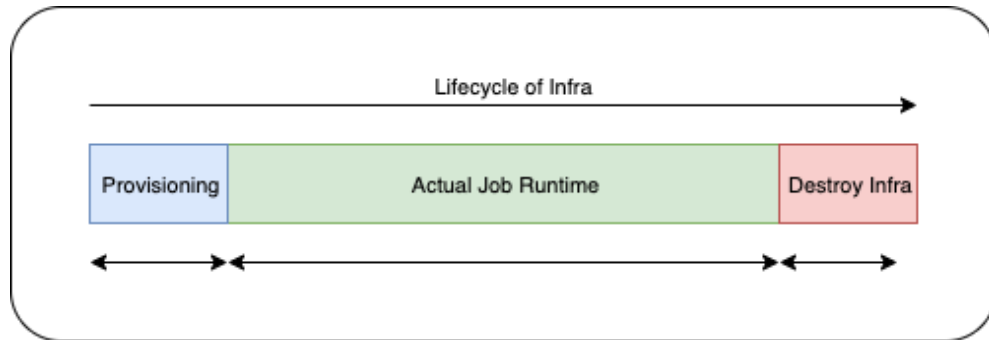 Lifecycle of Infra
Provisioning
Actual Job Runtime
Destroy Infra